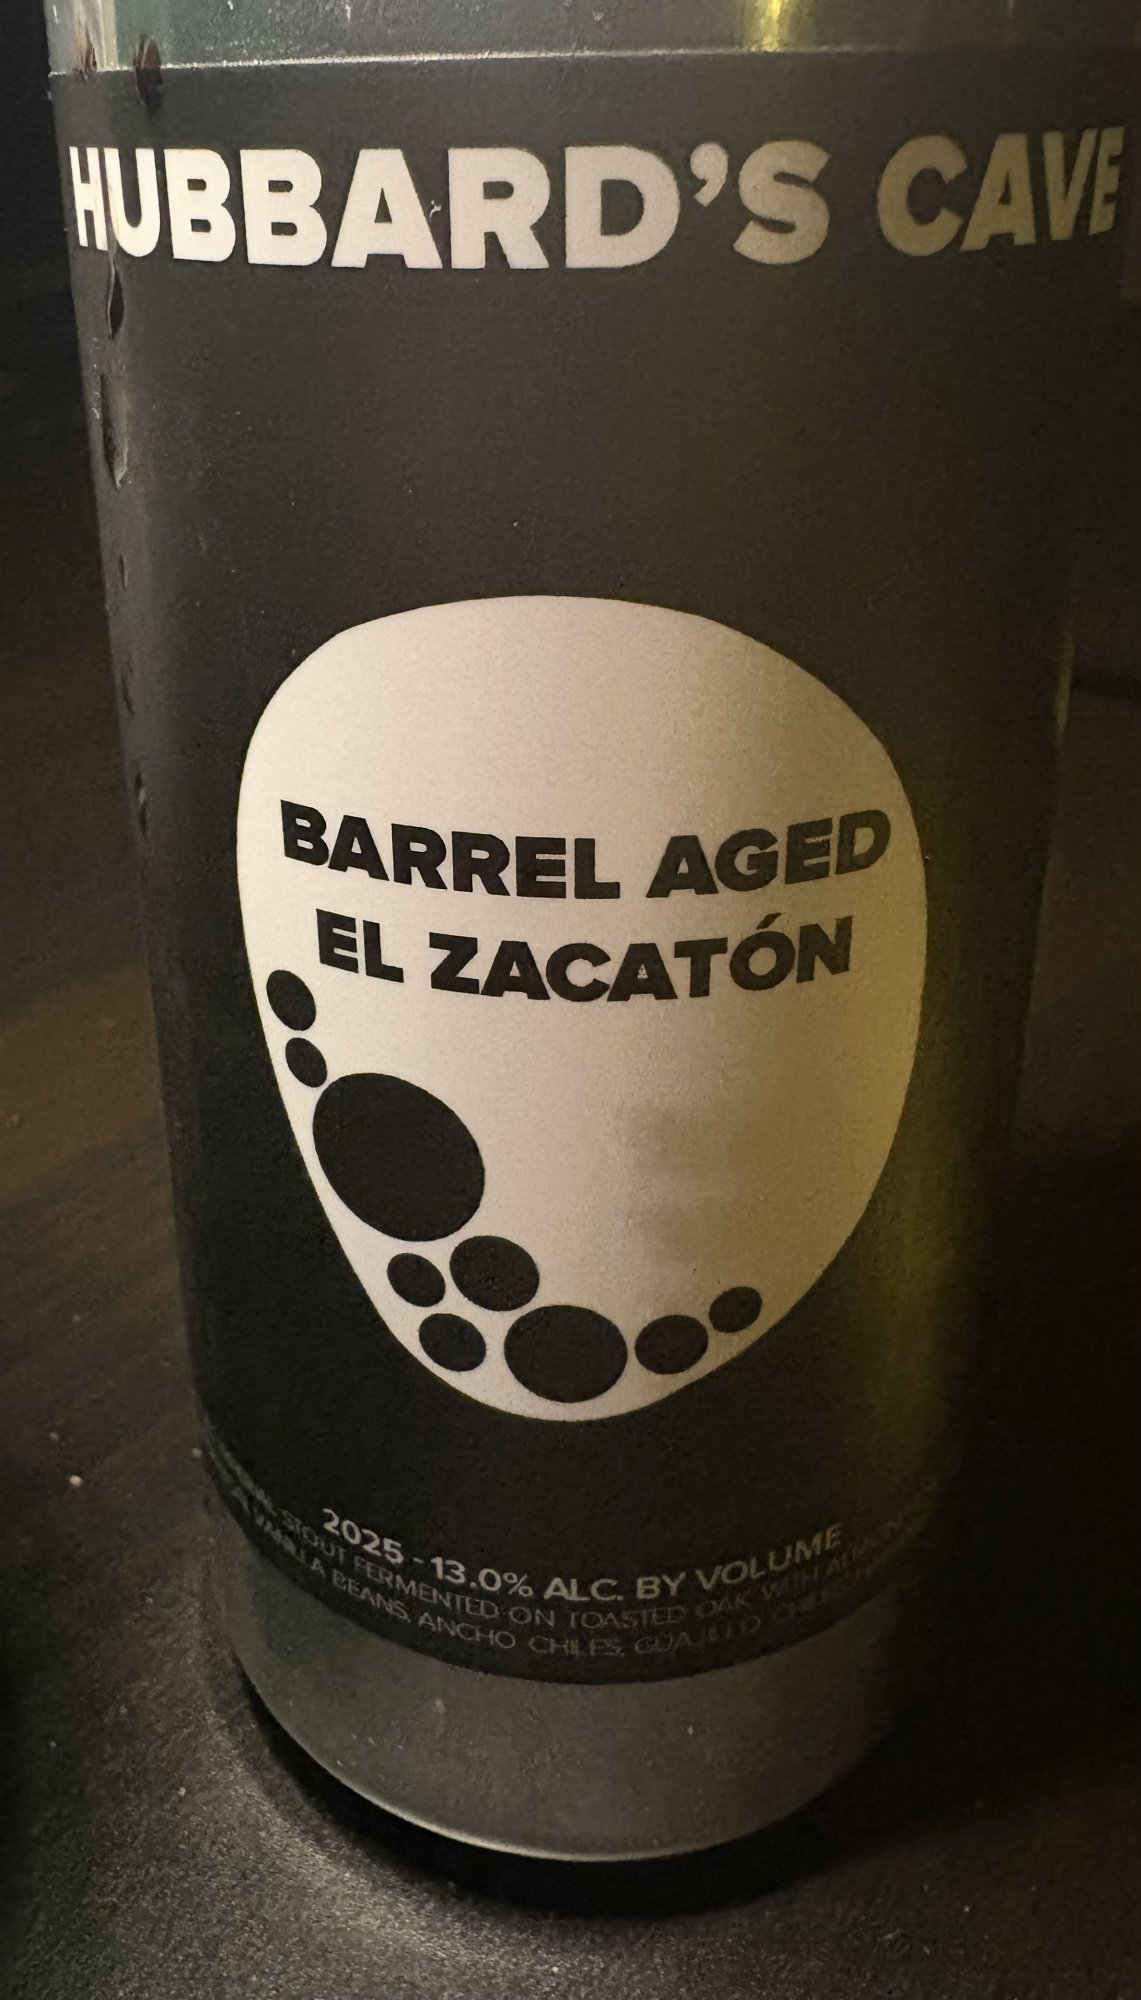 HUBBARD'S CAVE
BARREL AGED
EL ZACATÓN
2025 - 13.0% ALC. BY VOLUME
STOUT FERMENTED ON TOASTED OAK WITH
VANILLA BEANS, ANCHO CHILES, GUAJILLO